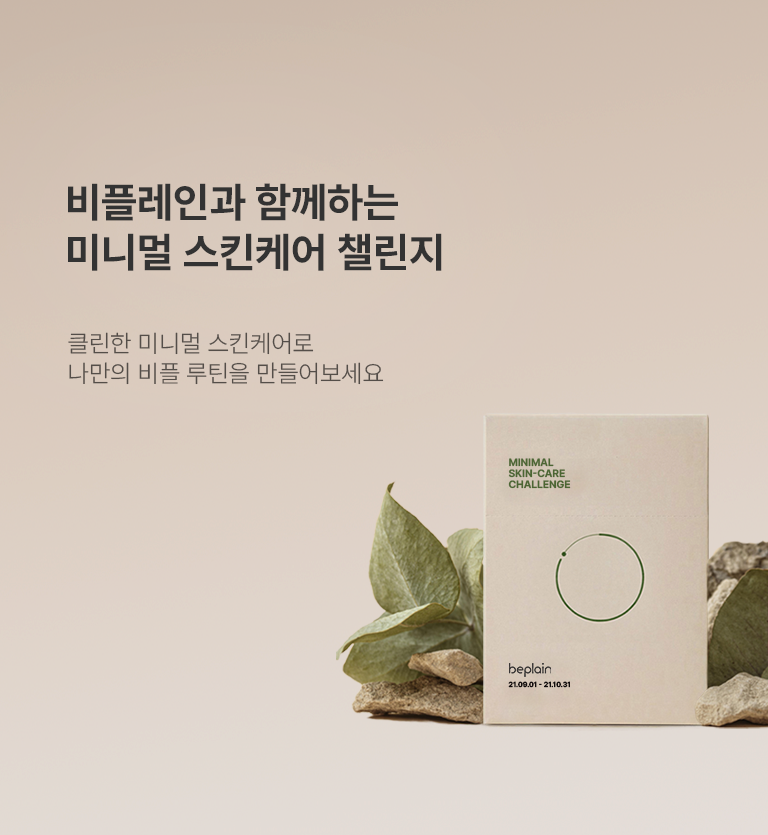 비플레인과 함께하는
미니멀 스킨케어 챌린지
클린한 미니멀 스킨케어로
나만의 비플 루틴을 만들어보세요
MINIMAL
SKIN-CARE
CHALLENGE
beplain
21.09.01 - 21.10.31